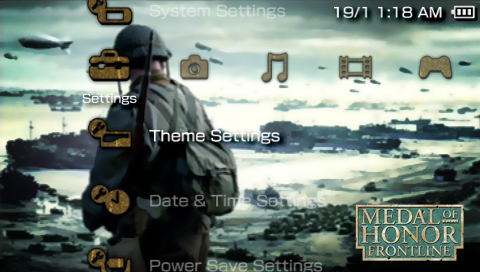 System Settings
19/1 1:18 AM
Settings
Theme Settings
Date & Time Settings
Power Save Settings
MEDAL OF
HONOR
FRONTLINE